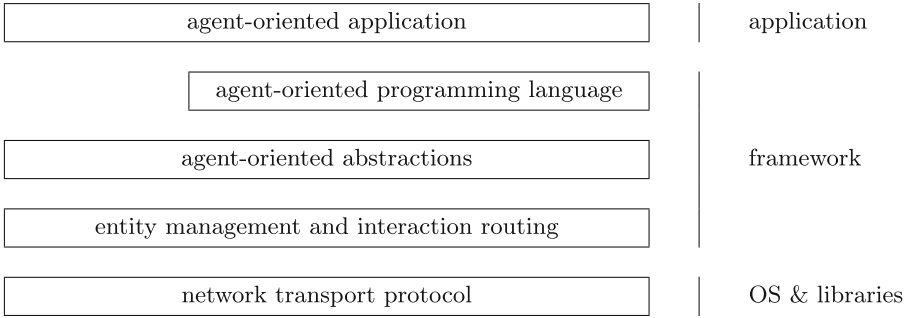 agent-oriented application application
agent-oriented programming language
agent-oriented abstractions framework
entity management and interaction routing
network transport protocol OS & libraries